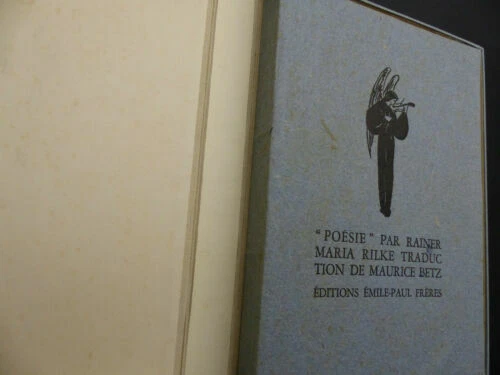 "POÉSIE" PAR RAINER
MARIA RILKE TRADUC
TION DE MAURICE BETZ
ÉDITIONS ÉMILE-PAUL FRÈRES